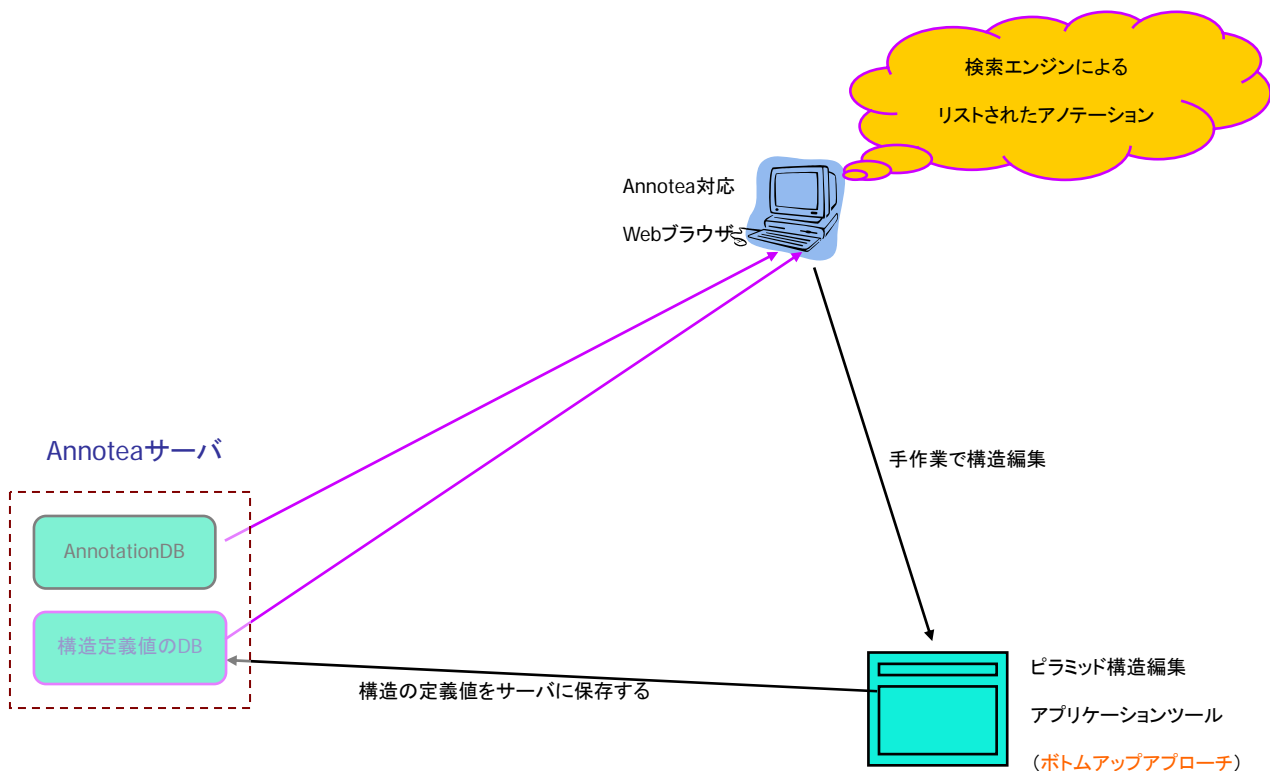 検索エンジンによる
リストされたアノテーション
Annotea対応
Webブラウザ
Annoteaサーバ
手作業で構造編集
AnnotationDB
構造定義値のDB
構造の定義値をサーバに保存する
ピラミッド構造編集
アプリケーションツール
（ボトムアップアプローチ）